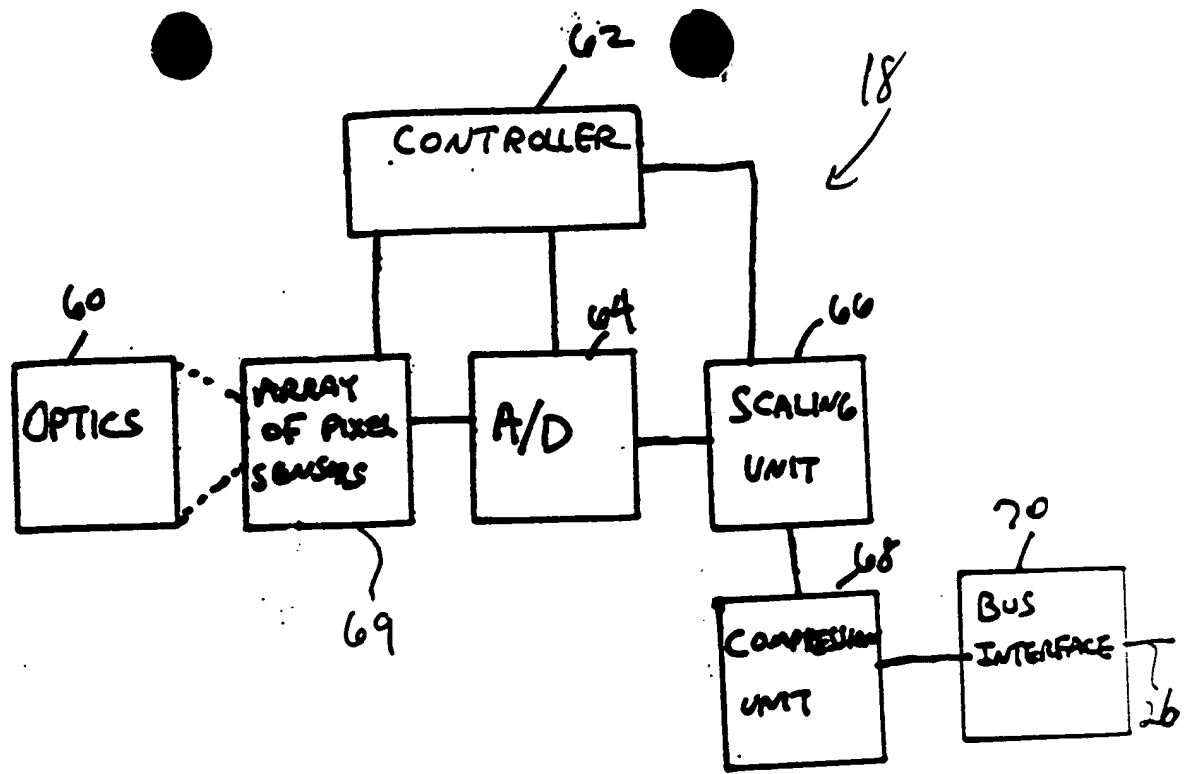 62
18
CONTROLLER
60
64
66
OPTICS
ARRAY
OF PIXEL
SENSORS
A/D
SCALING
UNIT
69
68
70
COMPRESSION
UNIT
BUS
INTERFACE
26